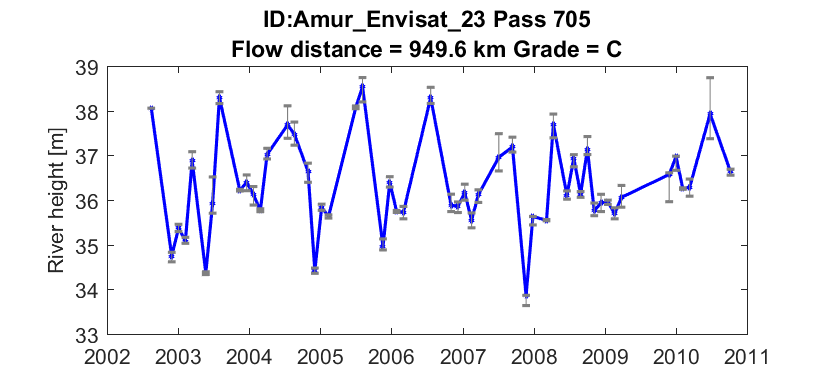 ID:Amur_Envisat_23 Pass 705
Flow distance = 949.6 km Grade = C
River height [m]
39
38
37
36
35
34
33
2002 2003 2004 2005 2006 2007 2008 2009 2010 2011